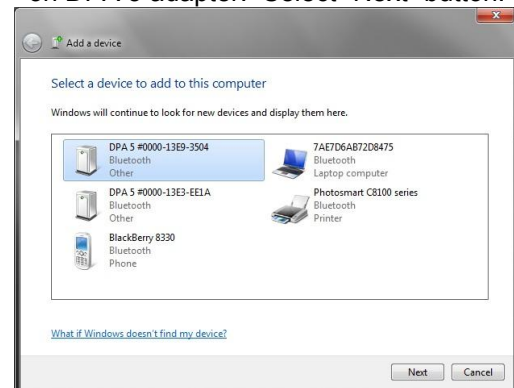 on DPA 5 adapter. Select "Next" button.
Add a device
Select a device to add to this computer
Windows will continue to look for new devices and display them here.
DPA 5 #0000-13E9-3504
Bluetooth
Other
7AE7D6AB72D8475
Bluetooth
Laptop computer
DPA 5 #0000-13E3-EE1A
Bluetooth
Other
Photosmart C8100 series
Bluetooth
Printer
BlackBerry 8330
Bluetooth
Phone
What if Windows doesn't find my device?
Next
Cancel